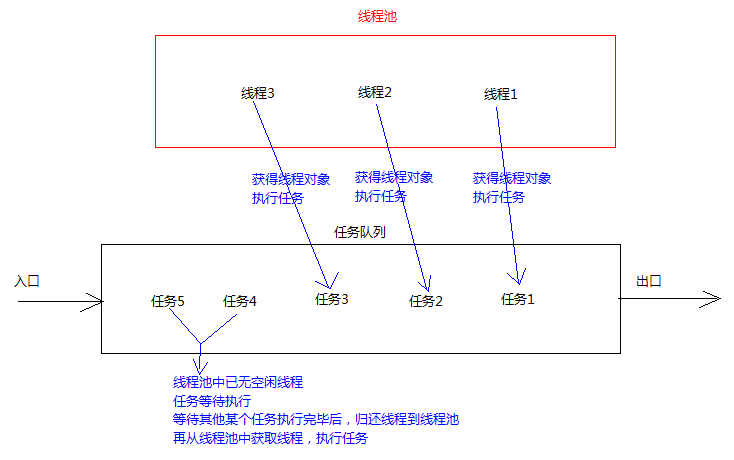 线程池
线程3
线程2
线程1
获得线程对象
执行任务
获得线程对象
执行任务
获得线程对象
执行任务
任务队列
入口
出口
任务5
任务4
任务3
任务2
任务1
线程池中已无空闲线程
任务等待执行
等待其他某个任务执行完毕后，归还线程到线程池
再从线程池中获取线程，执行任务